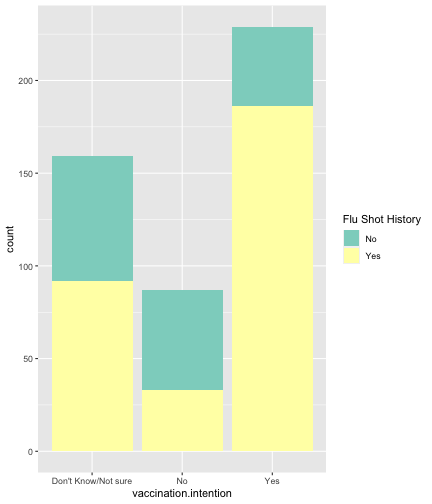 200
150
100
50
0
count
Don't Know/Not sure
No
Yes
vaccination.intention
Flu Shot History
No
Yes